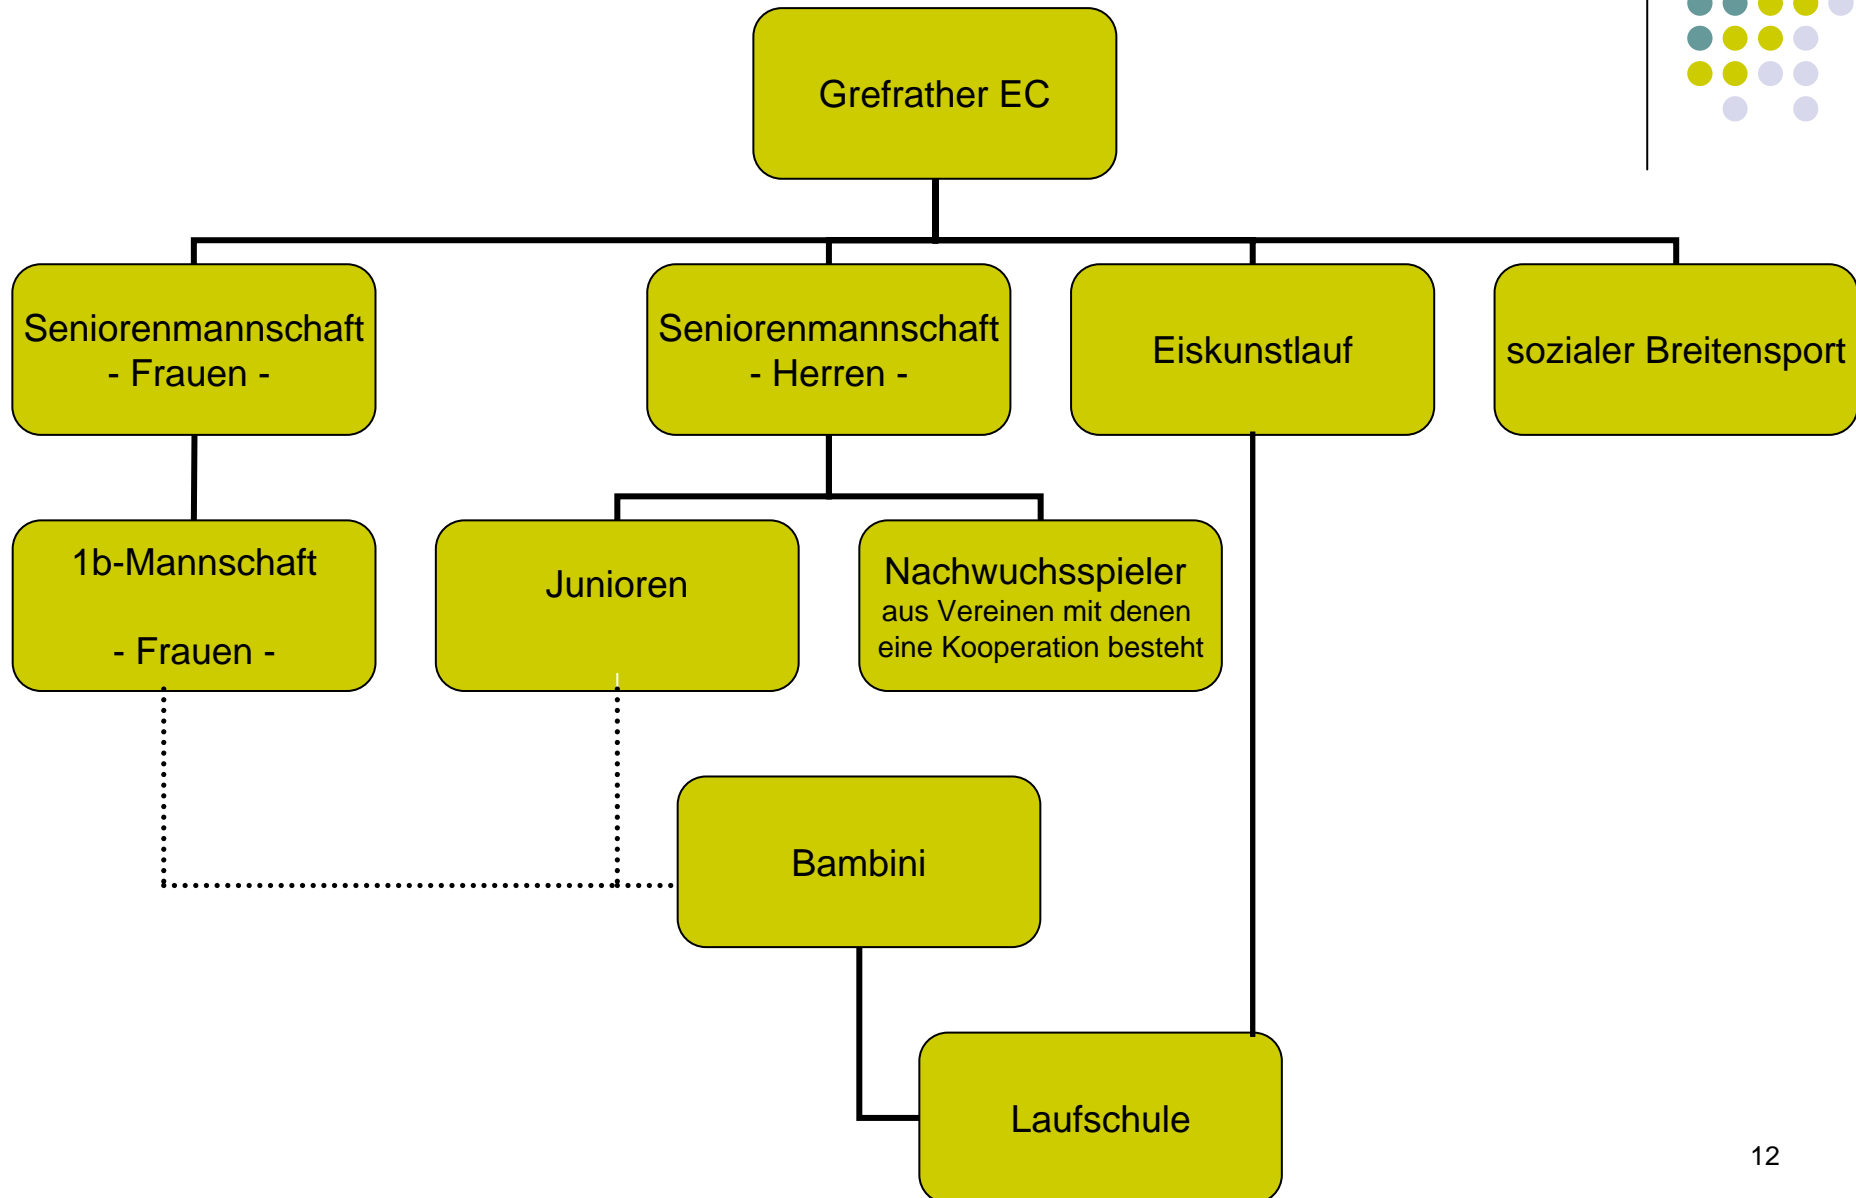 Grefrather EC
Seniorenmannschaft
- Frauen -
Seniorenmannschaft
- Herren -
Eiskunstlauf
sozialer Breitensport
1b-Mannschaft
- Frauen -
Junioren
Nachwuchsspieler
aus Vereinen mit denen
eine Kooperation besteht
Bambini
Laufschule
12